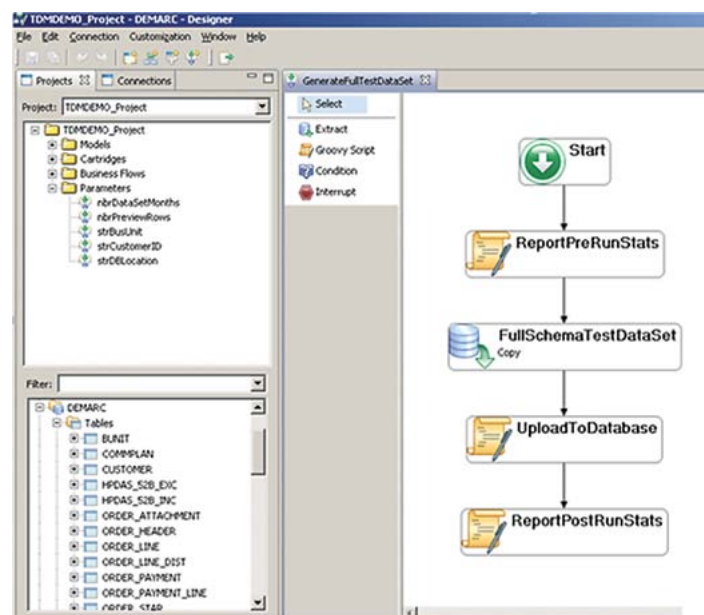 TDMDEMO_Project - DEMARC - Designer
File Edit Connection Customization Window Help
Projects
Connections
Project: TDMDEMO_Project
TDMDEMO_Project
Models
Cartridges
Business Flows
Parameters
nbrDataSetMonths
nbrPreviewRows
strBusUnit
strCustomerID
strDBLocation
Filter:
DEMARC
Tables
BUNIT
COMMPLAN
CUSTOMER
HPDAS_S2B_EXC
HPDAS_S2B_INC
ORDER_ATTACHMENT
ORDER_HEADER
ORDER_LINE
ORDER_LINE_DIST
ORDER_PAYMENT
ORDER_PAYMENT_LINE
ORDER_STAR
GenerateFullTestDataSet
Select
Extract
Groovy Script
Condition
Interrupt
Start
ReportPreRunStats
FullSchemaTestDataSet
Copy
UploadToDatabase
ReportPostRunStats